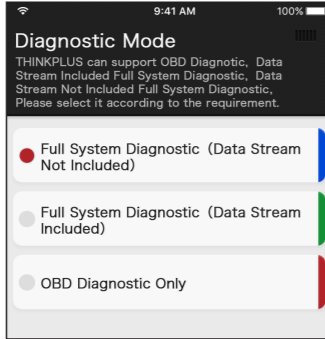 9:41 AM
100%
Diagnostic Mode
THINKPLUS can support OBD Diagnotic, Data
Stream Included Full System Diagnostic, Data
Stream Not Included Full System Diagnostic,
Please select it according to the requirement.
Full System Diagnostic (Data Stream
Not Included)
Full System Diagnostic (Data Stream
Included)
OBD Diagnostic Only